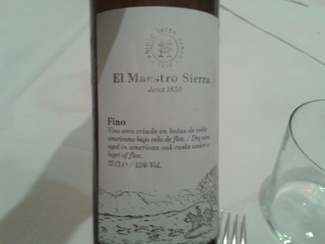 El Maestro Sierra
Jerez 1830
Fino
Vino seco criado en botas de roble
americano bajo velo de flor. / Dry wine
aged in american oak casks under a
layer of flor.
75 Cl e / 15% Vol.